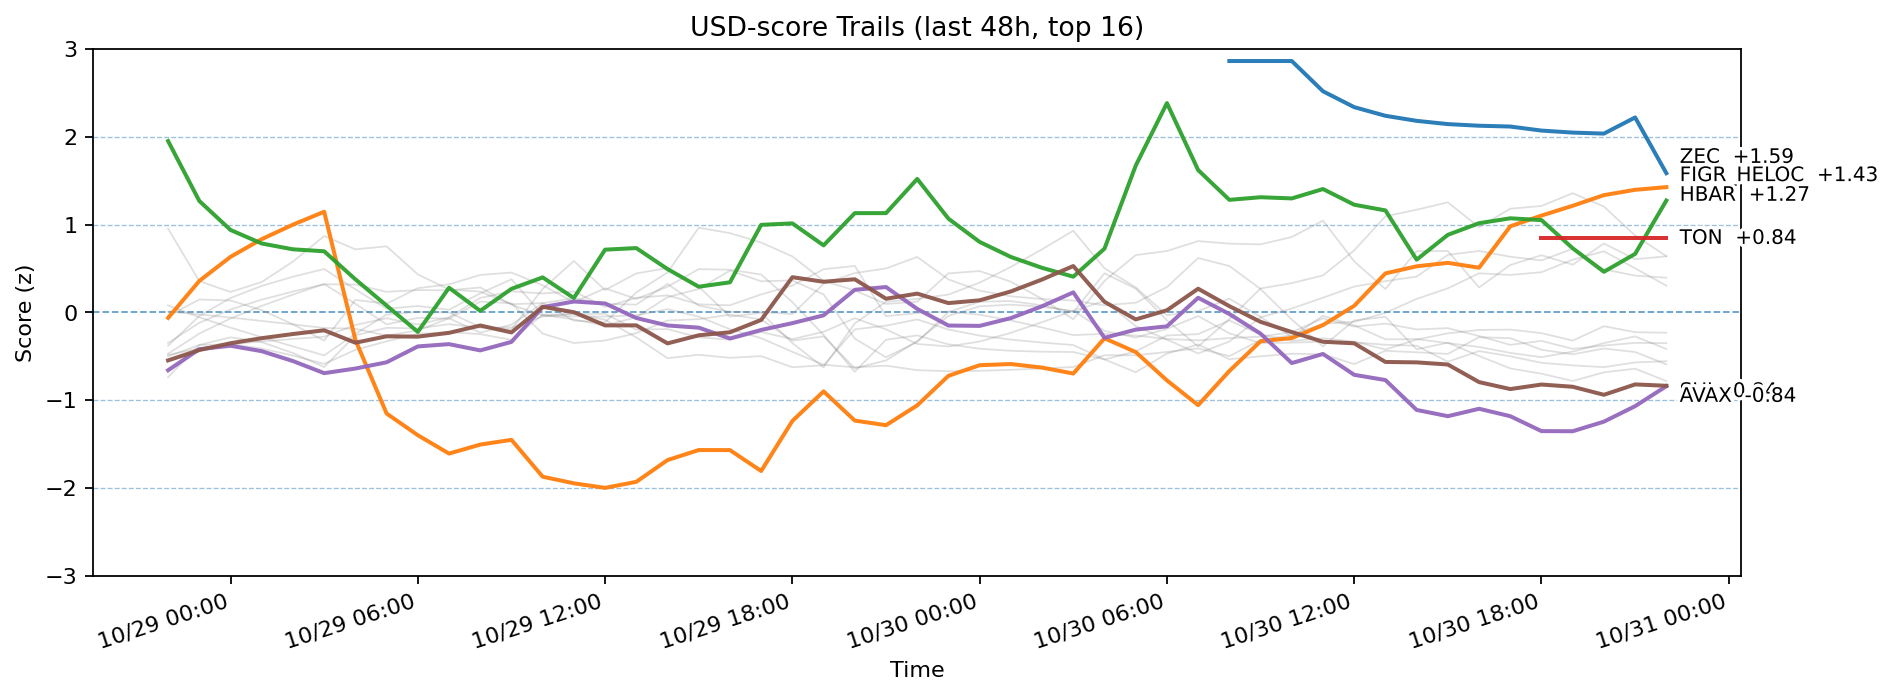 USD-score Trails (last 48h, top 16)
Score (z)
3
2
1
0
−1
−2
−3
ZEC +1.59
FIGR_HELOC +1.43
HBAR +1.27
TON +0.84
AVAX -0.84
10/29 00:00
10/29 06:00
10/29 12:00
10/29 18:00
10/30 00:00
10/30 06:00
10/30 12:00
10/30 18:00
10/31 00:00
Time